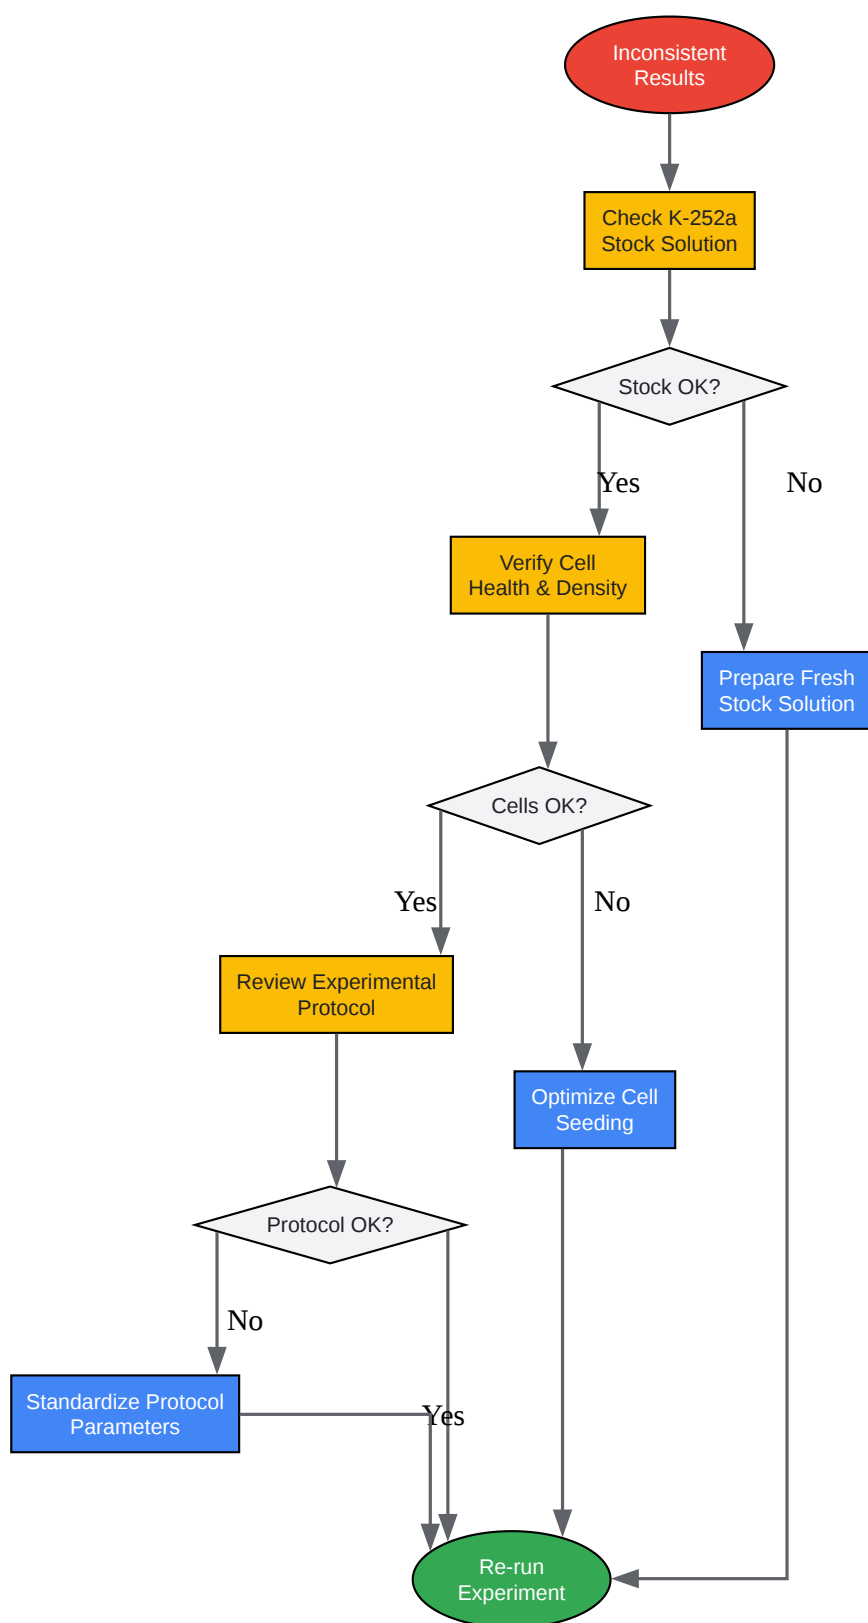 Inconsistent
Results
Check K-252a
Stock Solution
Stock OK?
Yes
No
Verify Cell
Health & Density
Prepare Fresh
Stock Solution
Cells OK?
Yes
No
Review Experimental
Protocol
Optimize Cell
Seeding
Protocol OK?
No
Standardize Protocol
Parameters
Yes
Re-run
Experiment